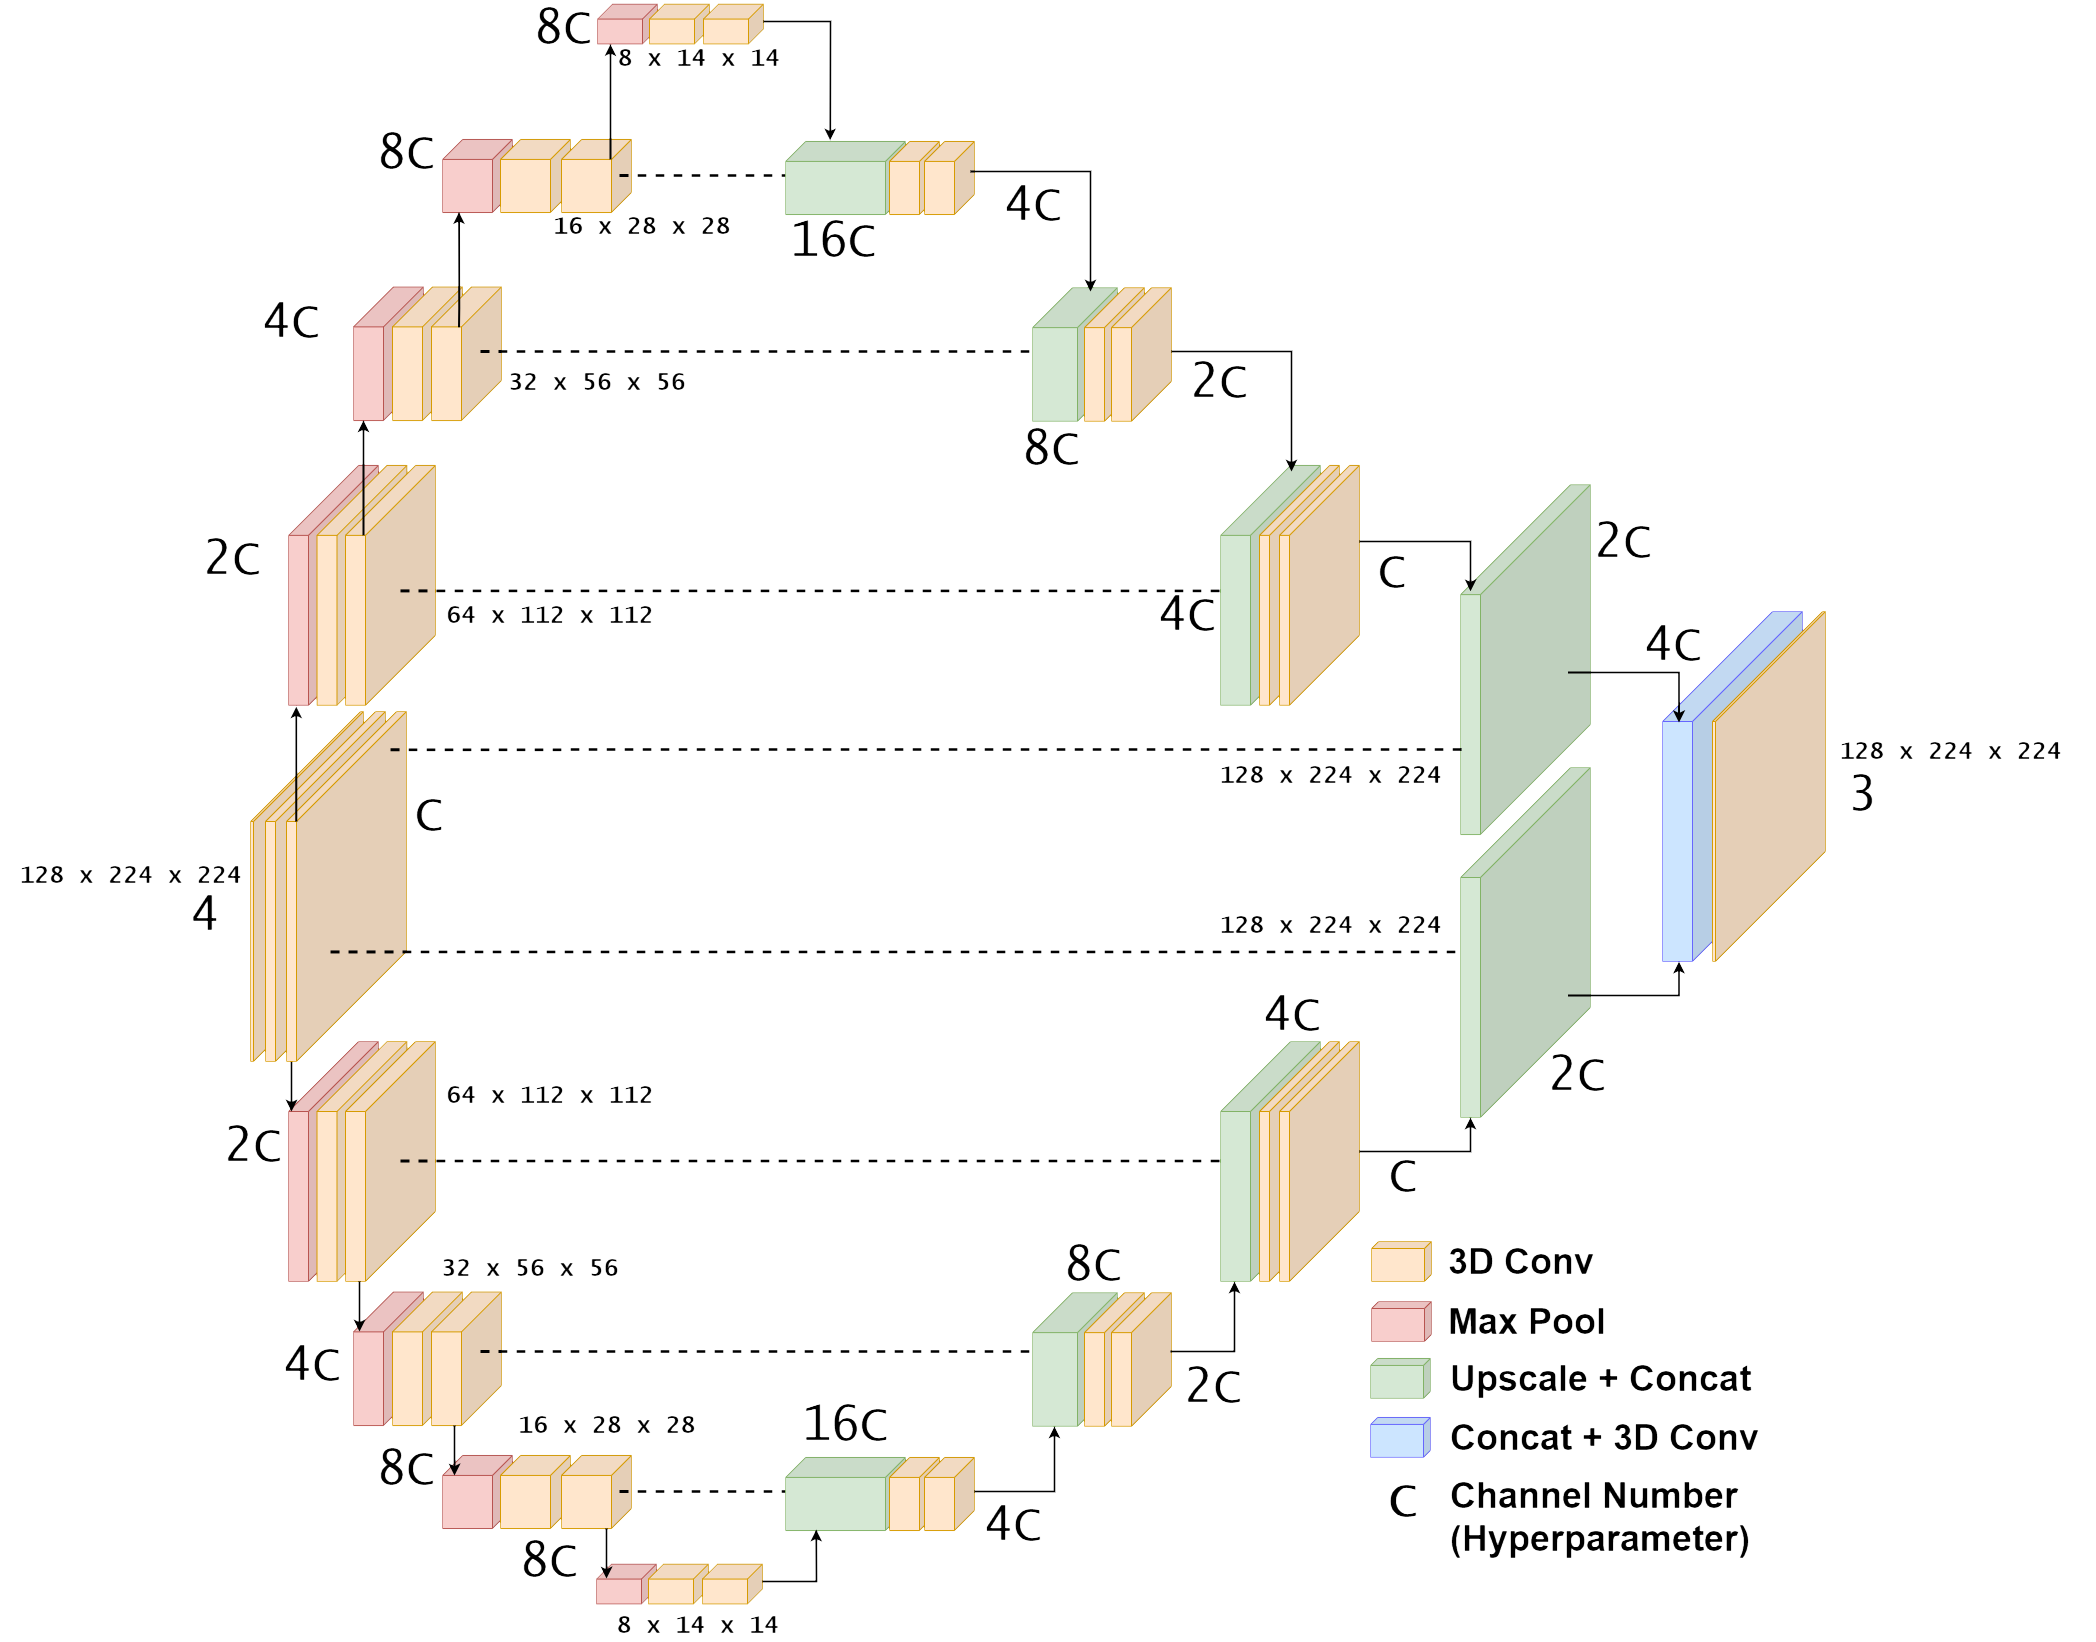 8C
8 x 14 x 14
8C
16 x 28 x 28
16C
4C
4C
32 x 56 x 56
2C
8C
2C
64 x 112 x 112
4C
C
2C
4C
128 x 224 x 224
3
128 x 224 x 224
C
128 x 224 x 224
4
128 x 224 x 224
4C
2C
64 x 112 x 112
2C
C
32 x 56 x 56
8C
4C
2C
16 x 28 x 28
16C
8C
4C
8C
8 x 14 x 14
3D Conv
Max Pool
Upscale + Concat
Concat + 3D Conv
C Channel Number
(Hyperparameter)